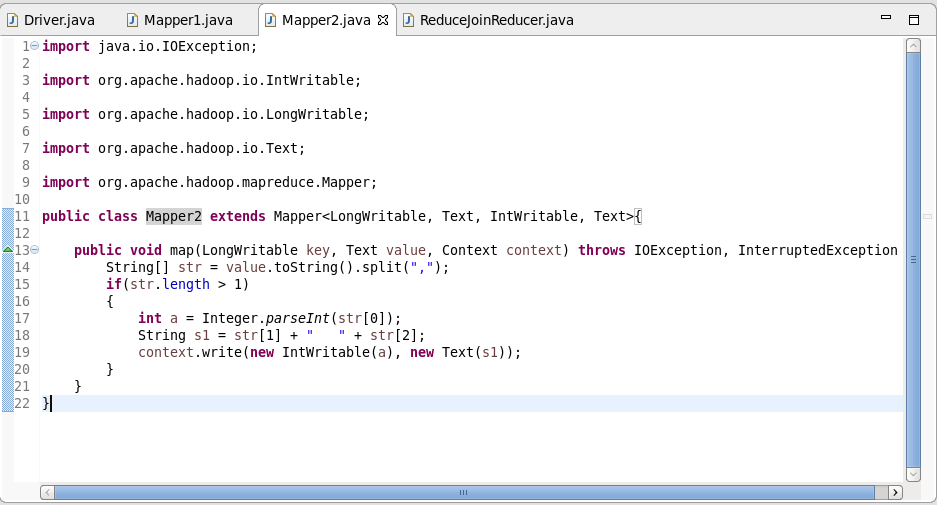 Driver.java Mapper1.java Mapper2.java ReduceJoinReducer.java
1 import java.io.IOException;
2
3 import org.apache.hadoop.io.IntWritable;
4
5 import org.apache.hadoop.io.LongWritable;
6
7 import org.apache.hadoop.io.Text;
8
9 import org.apache.hadoop.mapreduce.Mapper;
10
11 public class Mapper2 extends Mapper<LongWritable, Text, IntWritable, Text>{
12
13     public void map(LongWritable key, Text value, Context context) throws IOException, InterruptedException
14         String[] str = value.toString().split(",");
15         if(str.length > 1)
16         {
17             int a = Integer.parseInt(str[0]);
18             String s1 = str[1] + "   " + str[2];
19             context.write(new IntWritable(a), new Text(s1));
20         }
21     }
22 }